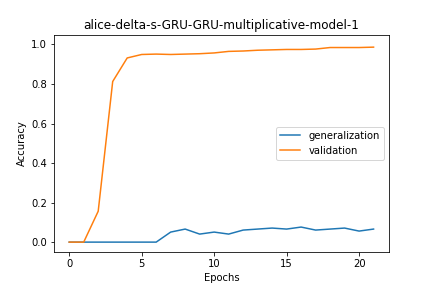 alice-delta-s-GRU-GRU-multiplicative-model-1
1.0
0.8
0.6
0.4
0.2
0.0
Accuracy
generalization
validation
0 5 10 15 20
Epochs